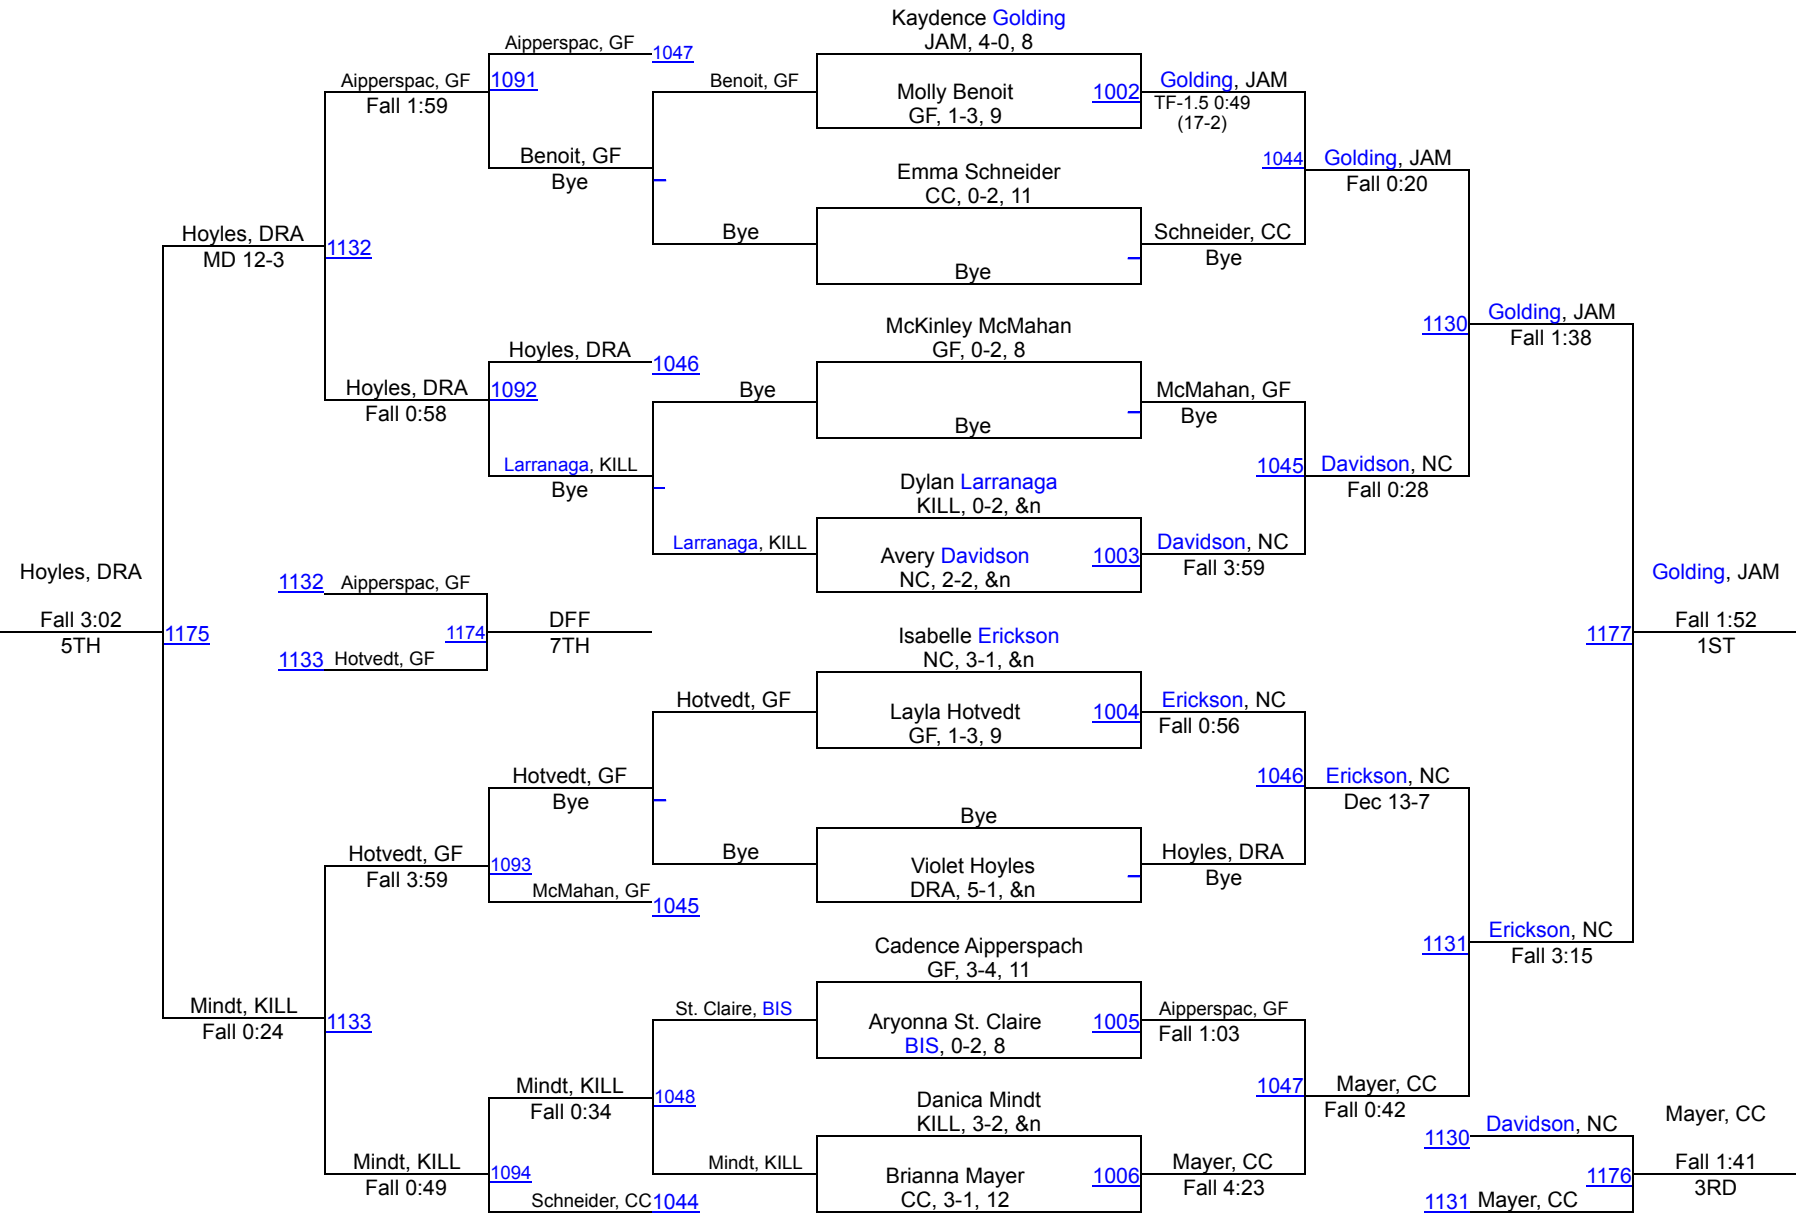 Kaydence Golding
JAM, 4-0, 8
Aipperspac, GF
1047
Aipperspac, GF
1091
Benoit, GF
Molly Benoit
1002
Golding, JAM
Fall 1:59
GF, 1-3, 9
TF-1.5 0:49
(17-2)
Benoit, GF
Bye
Emma Schneider
CC, 0-2, 11
1044
Golding, JAM
Fall 0:20
Hoyles, DRA
MD 12-3
1132
Bye
Bye
Schneider, CC
Bye
McKinley McMahan
GF, 0-2, 8
1130
Golding, JAM
Fall 1:38
Hoyles, DRA
1046
Hoyles, DRA
Fall 0:58
1092
Bye
Bye
McMahan, GF
Bye
Larranaga, KILL
Bye
Dylan Larranaga
KILL, 0-2, &n
1045
Davidson, NC
Fall 0:28
Larranaga, KILL
Avery Davidson
NC, 2-2, &n
1003
Davidson, NC
Fall 3:59
Hoyles, DRA
Fall 3:02
5TH
1175
1132
Aipperspac, GF
1174
DFF
7TH
1133
Hotvedt, GF
Golding, JAM
Fall 1:52
1ST
1177
Isabelle Erickson
NC, 3-1, &n
Hotvedt, GF
Layla Hotvedt
GF, 1-3, 9
1004
Erickson, NC
Fall 0:56
Hotvedt, GF
Bye
Bye
1046
Erickson, NC
Dec 13-7
Hotvedt, GF
Fall 3:59
1093
Bye
Violet Hoyles
DRA, 5-1, &n
Hoyles, DRA
Bye
McMahan, GF
1045
Cadence Aipperspach
GF, 3-4, 11
1131
Erickson, NC
Fall 3:15
Mindt, KILL
Fall 0:24
1133
St. Claire, BIS
Aryonna St. Claire
BIS, 0-2, 8
1005
Aipperspac, GF
Fall 1:03
Mindt, KILL
Fall 0:34
1048
Danica Mindt
KILL, 3-2, &n
1047
Mayer, CC
Fall 0:42
1130
Davidson, NC
Mayer, CC
Mindt, KILL
Fall 0:49
1094
Mindt, KILL
Brianna Mayer
CC, 3-1, 12
1006
Mayer, CC
Fall 4:23
1176
Fall 1:41
3RD
Schneider, CC
1044
1131
Mayer, CC